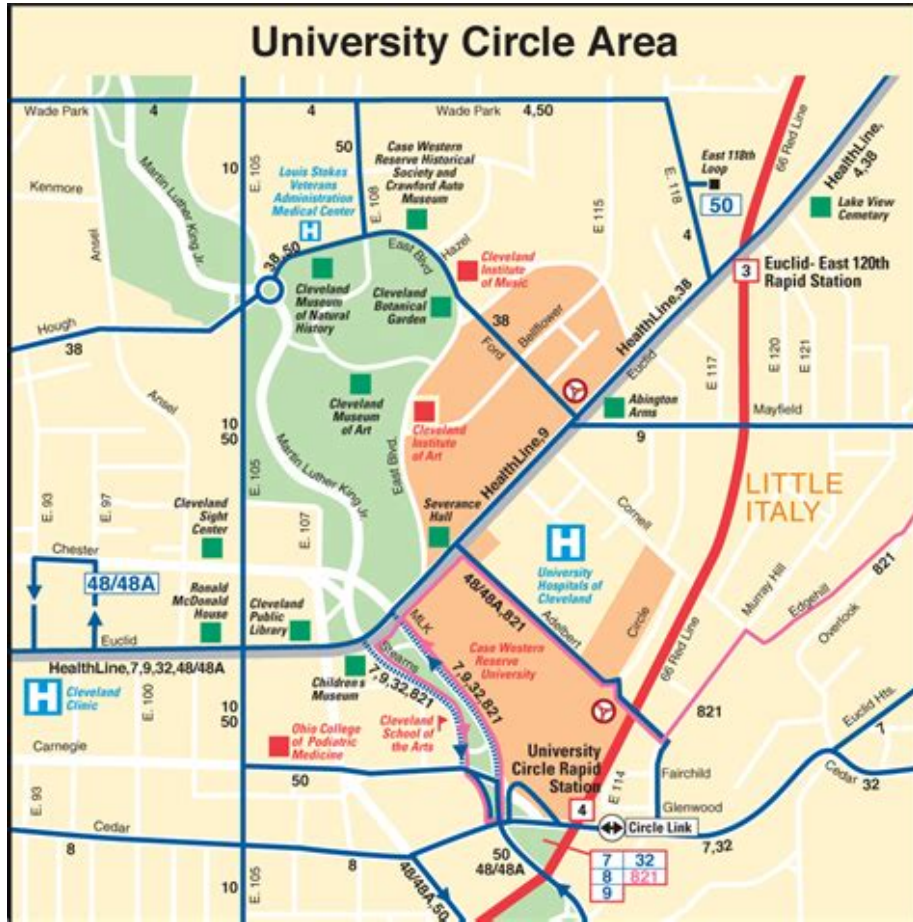 University Circle Area
Wade Park
4
4
Wade Park
4,50
10
E. 105
50
Case Western
Reserve Historical
Society and
Crawford Auto
Museum
Louis Stokes
Veterans
Administration
Medical Center
H
E. 108
Kenmore
Ansel
Martin Luther King Jr.
38,50
East Blvd
Hazel
E. 115
E. 118
4
East 118th
Loop
50
66 Red Line
HealthLine,
4,38
Lake View
Cemetary
3
Euclid- East 120th
Rapid Station
Cleveland
Institute
of Music
Cleveland
Museum
of Natural
History
Cleveland
Botanical
Garden
Hough
38
38
Ford
Bellflower
HealthLine,38
Euclid
E 117
E 120
E 121
Ansel
Cleveland
Museum
of Art
Cleveland
Institute
of Art
Abington
Arms
Mayfield
9
10
50
E. 105
Martin Luther King Jr.
East Blvd.
HealthLine,9
Cornell
LITTLE
ITALY
E. 93
E. 97
Cleveland
Sight
Center
E. 107
Severance
Hall
H
University
Hospitals of
Cleveland
Chester
48/48A
Ronald
McDonald
House
Cleveland
Public
Library
MLK
48/48A,821
Adelbert
Circle
66 Red Line
Murray Hill
Edgehill
821
Overlook
Euclid
HealthLine,7,9,32,48/48A
Stearns
Case Western
Reserve
University
7,9,32,821
7,9,32,821
H
Cleveland
Clinic
E. 100
Children's
Museum
10
50
Cleveland
School of
the Arts
821
Euclid Hts.
7
Ohio College
of Podiatric
Medicine
Carnegie
University
Circle Rapid
Station
E 114
Fairchild
Cedar
32
50
E. 93
4
Glenwood
Circle Link
Cedar
8
8
7,32
50
48/48A
7
32
8
821
9
48/48A,50
10
E. 105